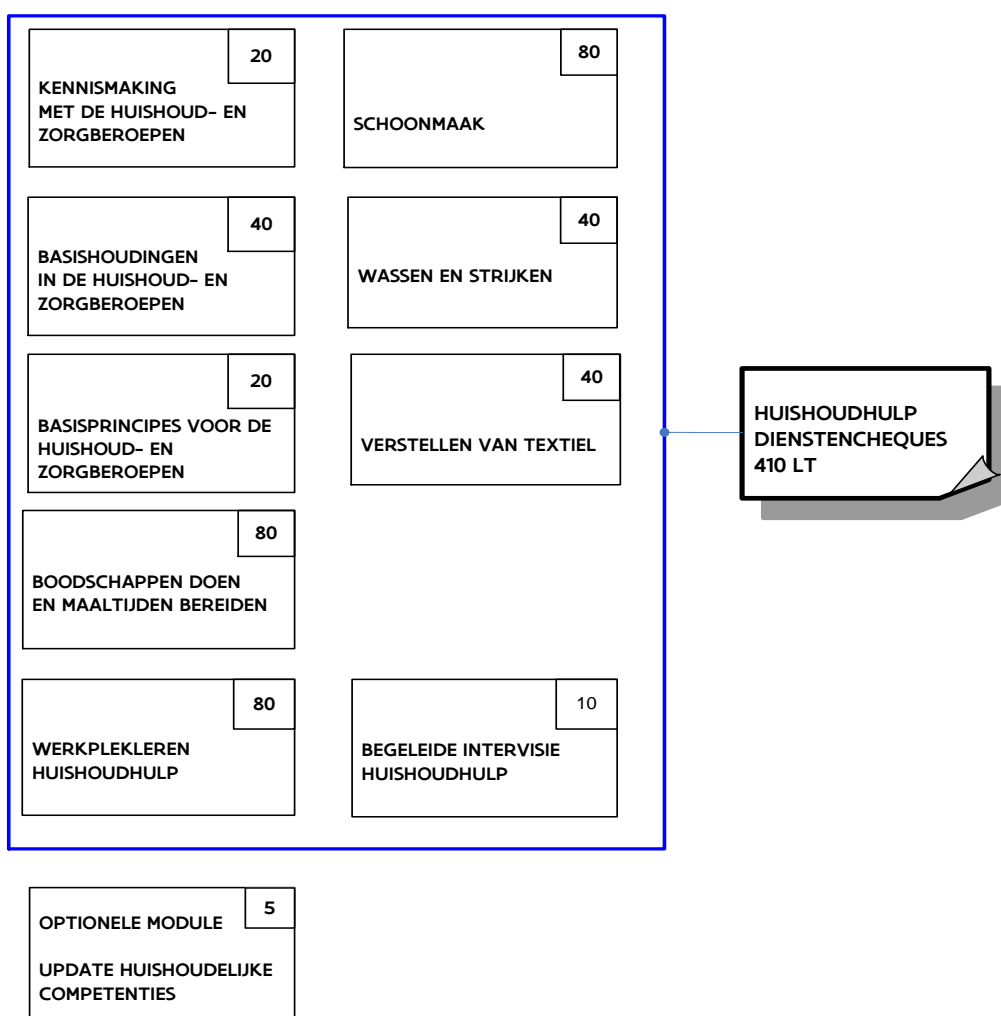 20
KENNISMAKING
MET DE HUISHOUD- EN
ZORGBEROEPEN
80
SCHOONMAAK
40
BASISHOUDINGEN
IN DE HUISHOUD- EN
ZORGBEROEPEN
40
WASSEN EN STRIJKEN
20
BASISPRINCIPES VOOR DE
HUISHOUD- EN
ZORGBEROEPEN
40
VERSTELLEN VAN TEXTIEL
80
BOODSCHAPPEN DOEN
EN MAALTIJDEN BEREIDEN
80
WERKPLEKLEREN
HUISHOUDHULP
10
BEGELEIDE INTERVISIE
HUISHOUDHULP
HUISHOUDHULP
DIENSTENCHEQUES
410 LT
5
OPTIONELE MODULE
UPDATE HUISHOUDELIJKE
COMPETENTIES